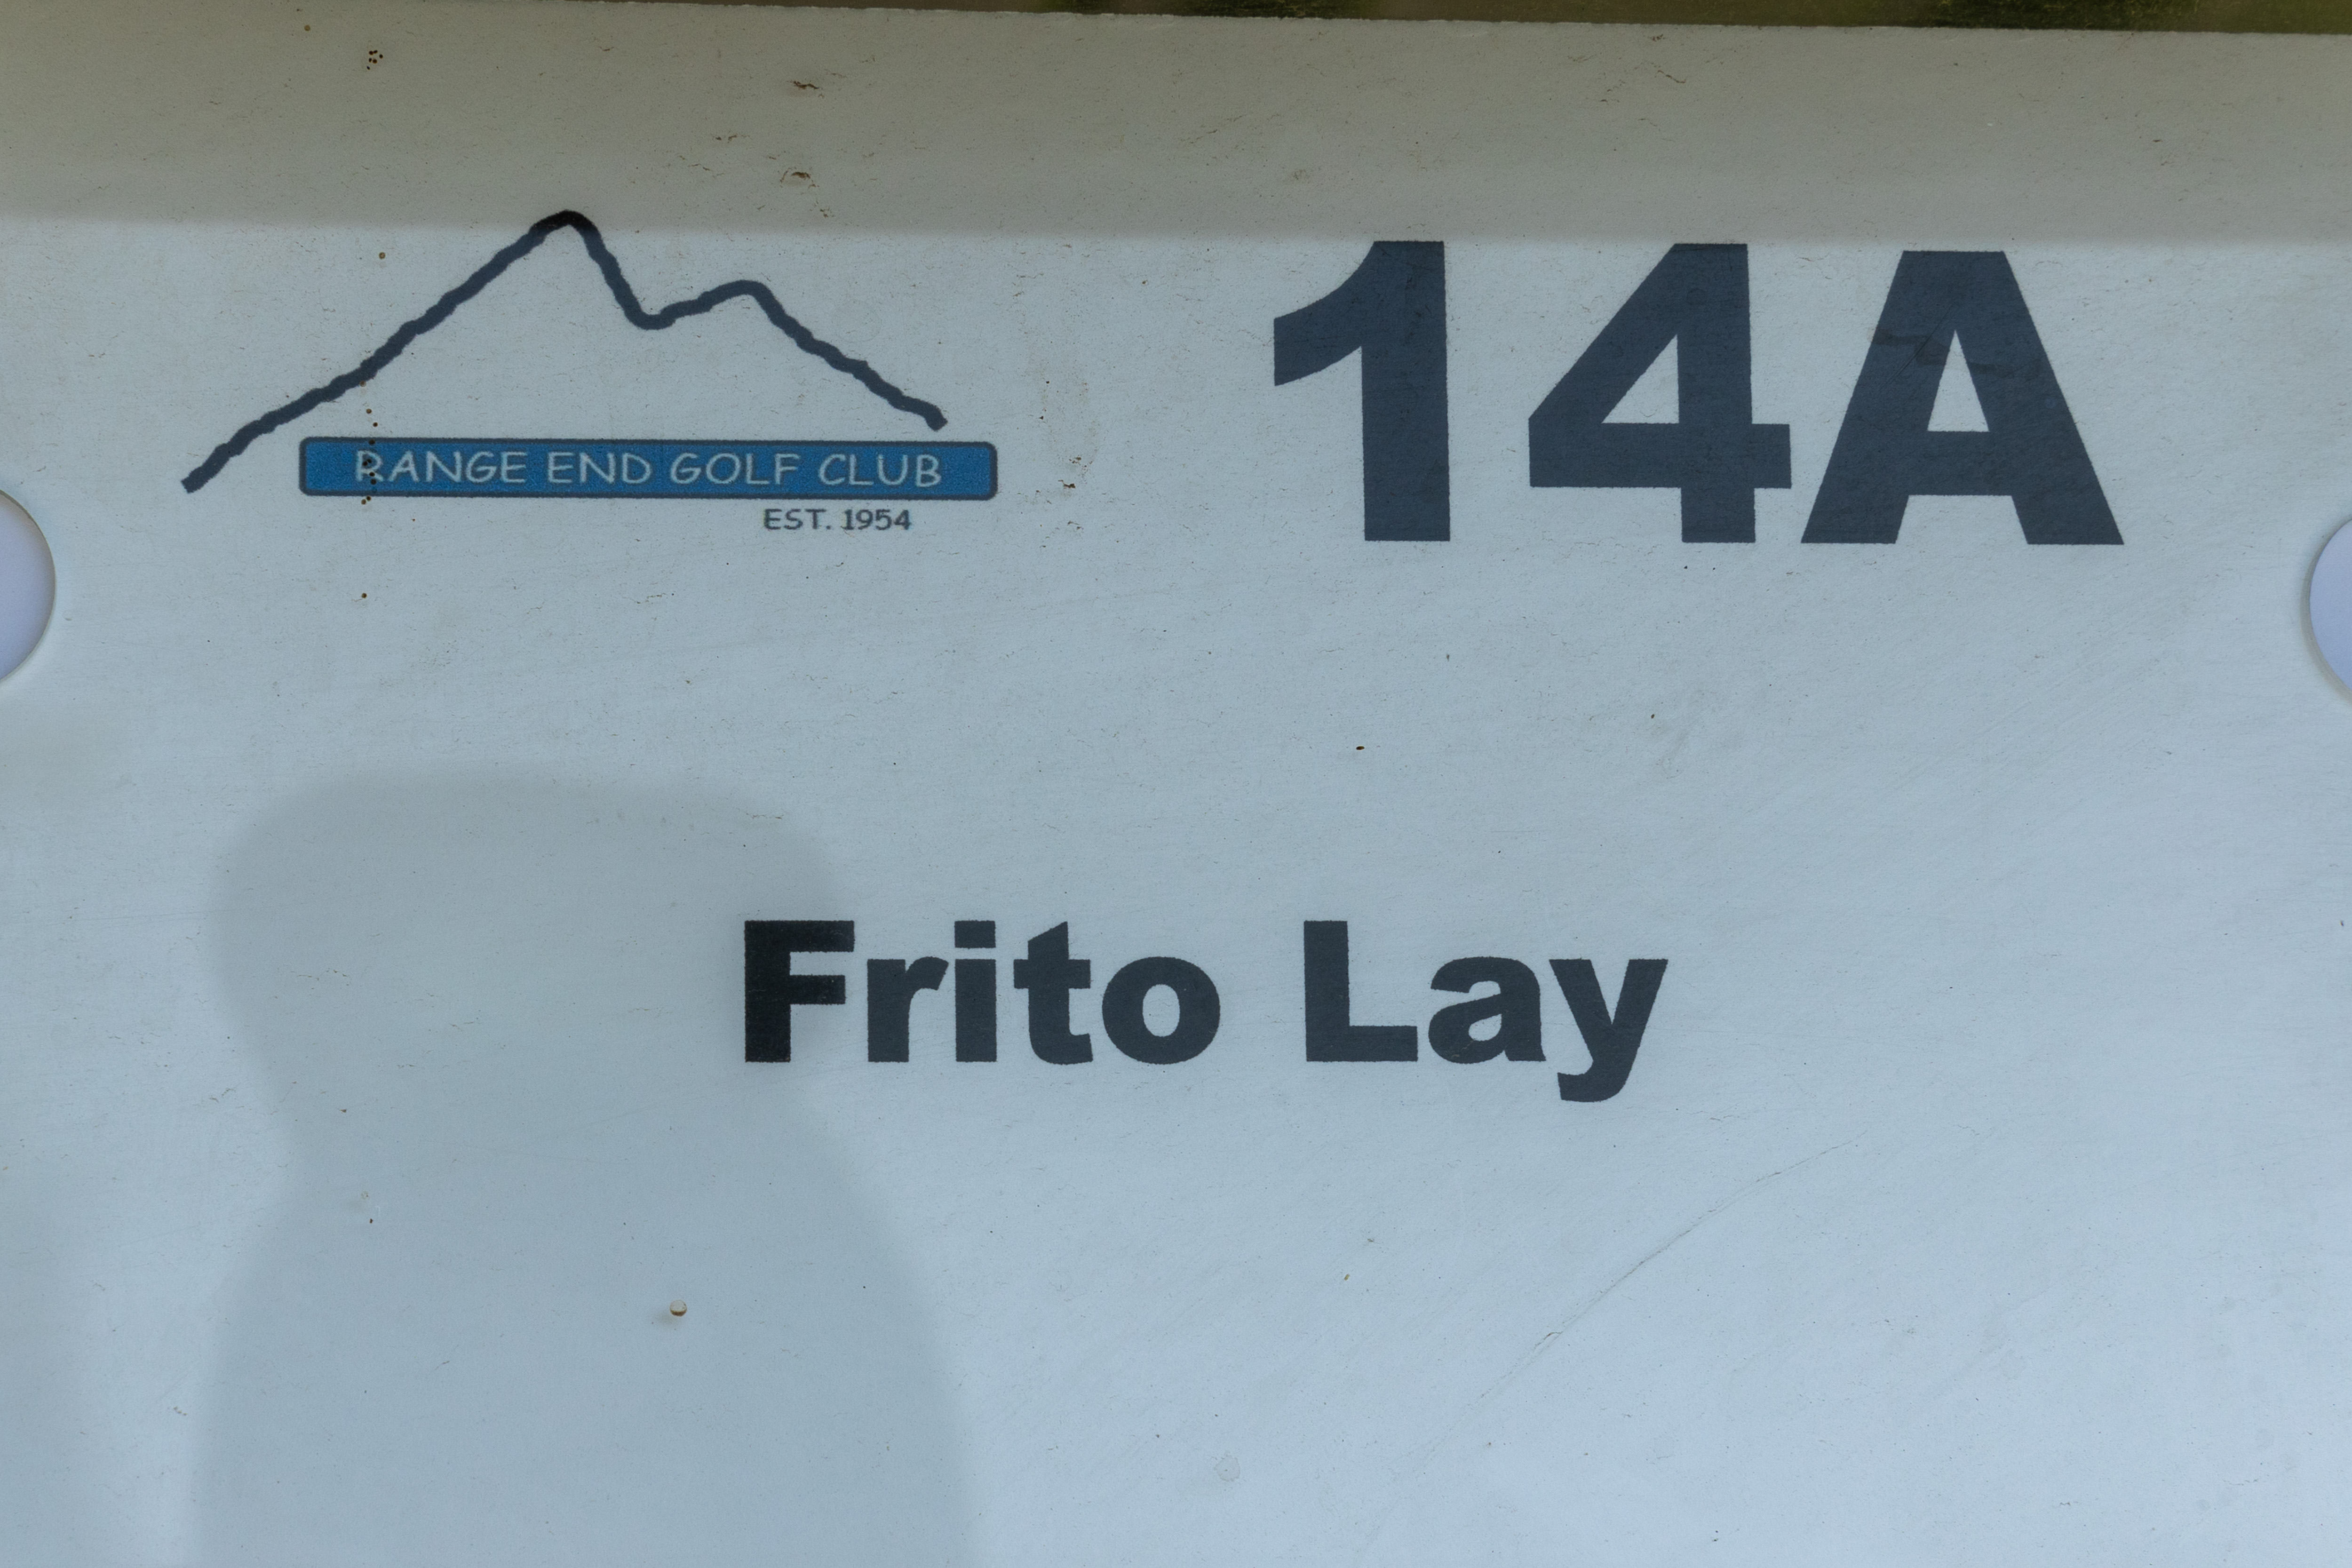 14A
RANGE END GOLF CLUB
EST. 1954
Frito Lay